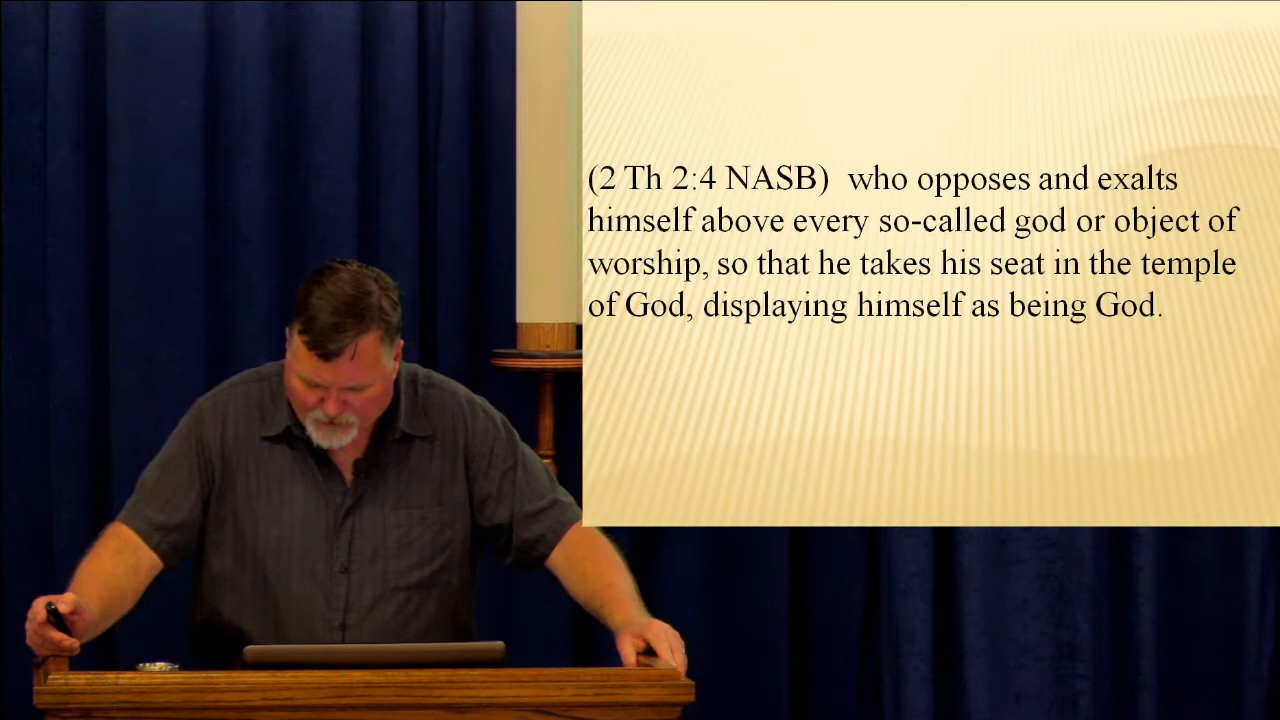 (2 Th 2:4 NASB)  who opposes and exalts
himself above every so-called god or object of
worship, so that he takes his seat in the temple
of God, displaying himself as being God.